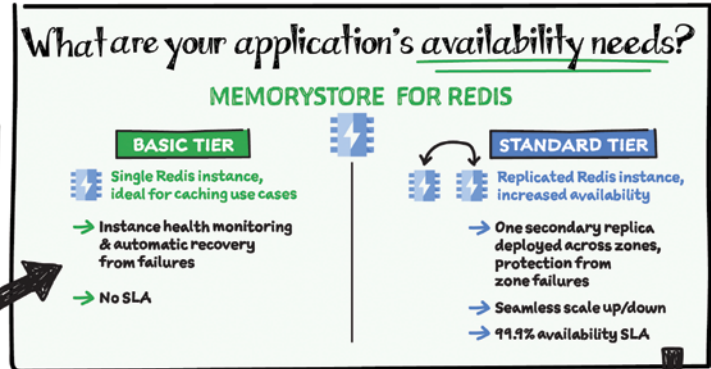 What are your application's availability needs?
MEMORYSTORE FOR REDIS
BASIC TIER
Single Redis instance,
ideal for caching use cases
→ Instance health monitoring
& automatic recovery
from failures
→ No SLA
STANDARD TIER
Replicated Redis instance,
increased availability
→ One secondary replica
deployed across zones,
protection from
zone failures
→ Seamless scale up/down
→ 99.9% availability SLA